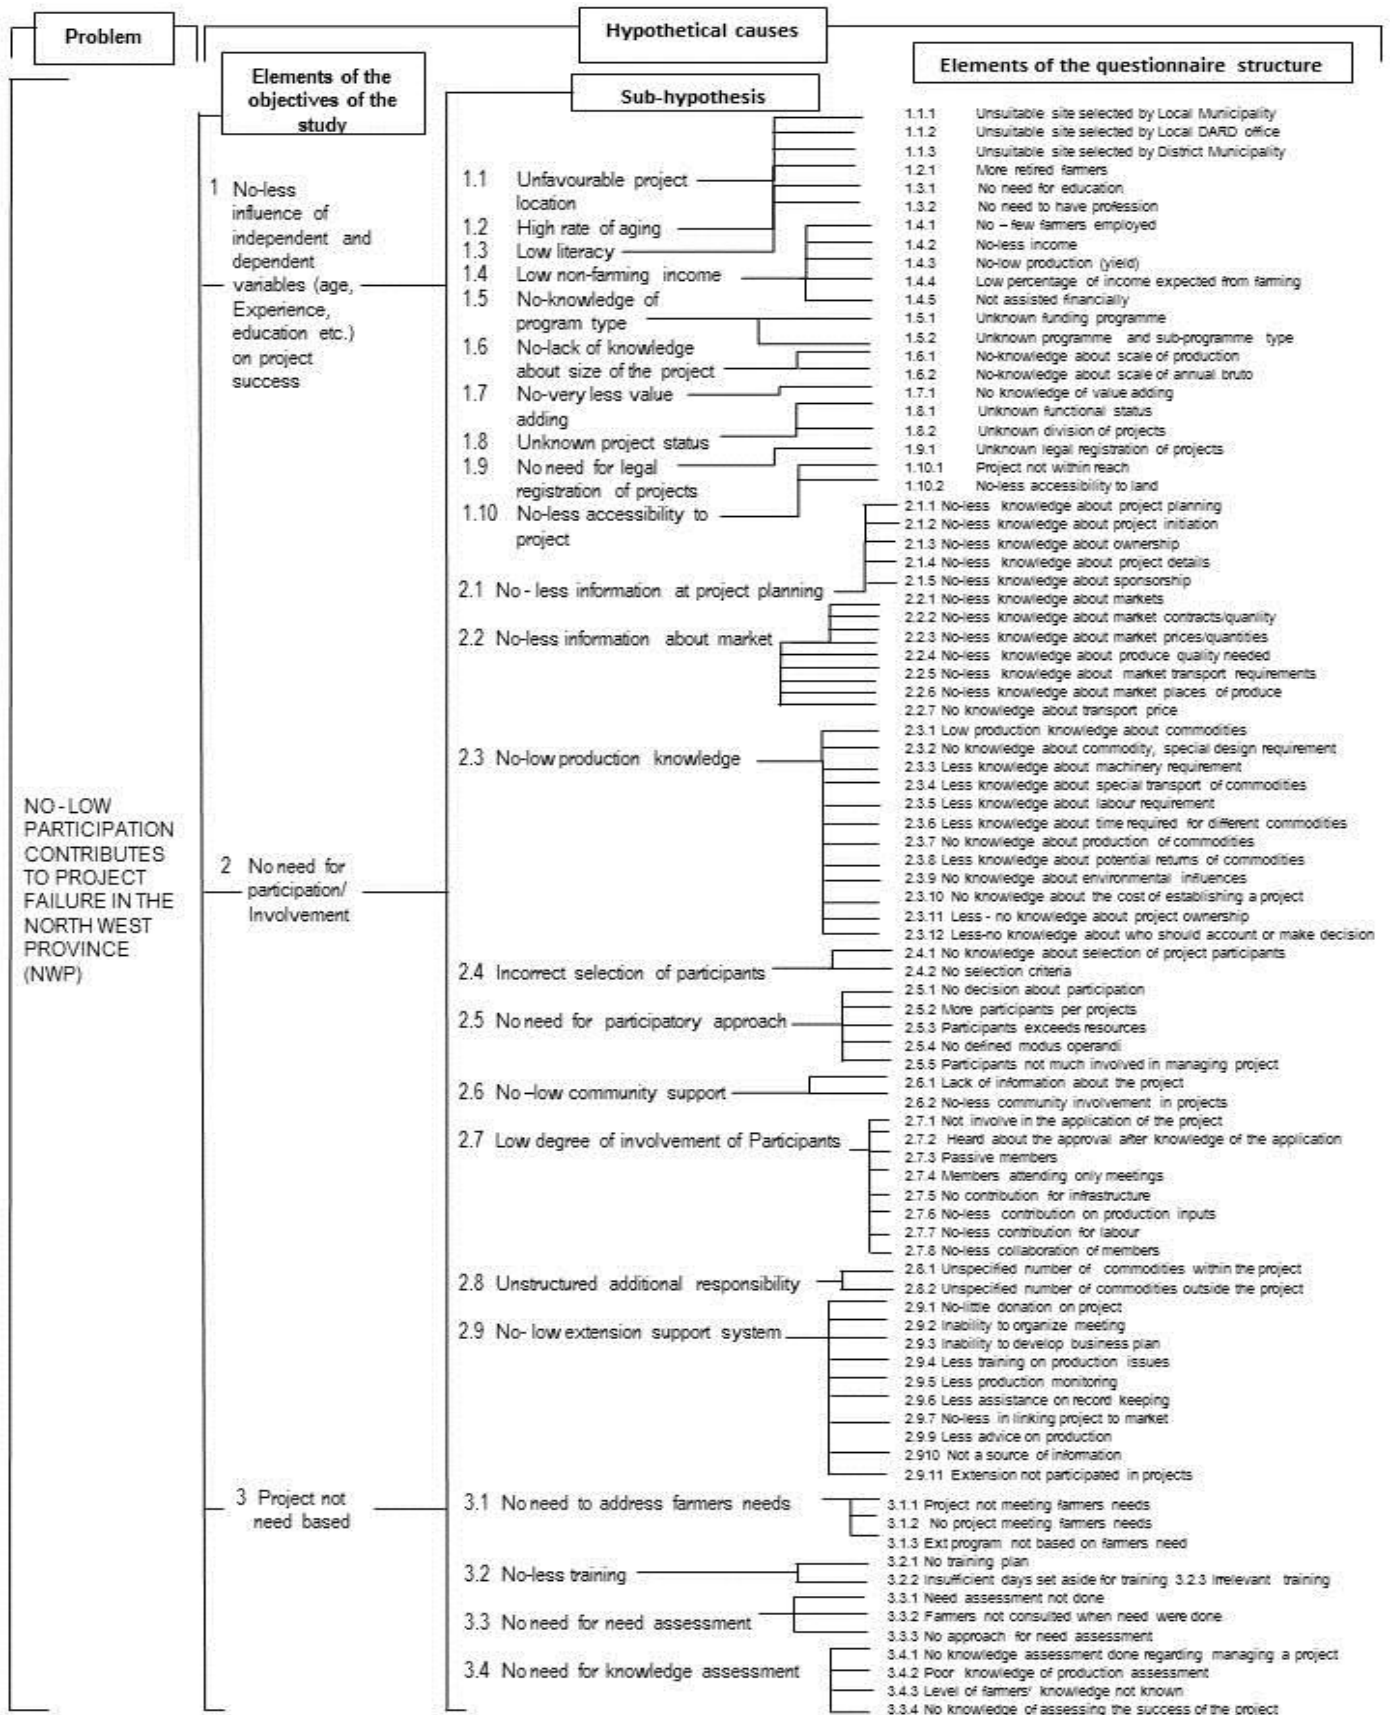 Problem
Hypothetical causes
Elements of the
objectives of the
study
Sub-hypothesis
Elements of the questionnaire structure
NO - LOW
PARTICIPATION
CONTRIBUTES
TO PROJECT
FAILURE IN THE
NORTH WEST
PROVINCE
(NWP)
1 No-less
influence of
independent and
dependent
variables (age,
Experience,
education etc.)
on project
success
2 No need for
participation/
Involvement
3 Project not
need based
1.1 Unfavourable project
location
1.2 High rate of aging
1.3 Low literacy
1.4 Low non-farming income
1.5 No-knowledge of
program type
1.6 No-lack of knowledge
about size of the project
1.7 No-very less value
adding
1.8 Unknown project status
1.9 No need for legal
registration of projects
1.10 No-less accessibility to
project
2.1 No - less information at project planning
2.2 No-less information about market
2.3 No-low production knowledge
2.4 Incorrect selection of participants
2.5 No need for participatory approach
2.6 No –low community support
2.7 Low degree of involvement of Participants
2.8 Unstructured additional responsibility
2.9 No- low extension support system
3.1 No need to address farmers needs
3.2 No-less training
3.3 No need for need assessment
3.4 No need for knowledge assessment
1.1.1 Unsuitable site selected by Local Municipality
1.1.2 Unsuitable site selected by Local DARD office
1.1.3 Unsuitable site selected by District Municipality
1.2.1 More retired farmers
1.3.1 No need for education
1.3.2 No need to have profession
1.4.1 No – few farmers employed
1.4.2 No-less income
1.4.3 No-low production (yield)
1.4.4 Low percentage of income expected from farming
1.4.5 Not assisted financially
1.5.1 Unknown funding programme
1.5.2 Unknown programme and sub-programme type
1.6.1 No-knowledge about scale of production
1.6.2 No-knowledge about scale of annual bruto
1.7.1 No knowledge of value adding
1.8.1 Unknown functional status
1.8.2 Unknown division of projects
1.9.1 Unknown legal registration of projects
1.10.1 Project not within reach
1.10.2 No-less accessibility to land
2.1.1 No-less knowledge about project planning
2.1.2 No-less knowledge about project initiation
2.1.3 No-less knowledge about ownership
2.1.4 No-less knowledge about project details
2.1.5 No-less knowledge about sponsorship
2.2.1 No-less knowledge about markets
2.2.2 No-less knowledge about market contracts/quanlity
2.2.3 No-less knowledge about market prices/quantities
2.2.4 No-less knowledge about produce quality needed
2.2.5 No-less knowledge about market transport requirements
2.2.6 No-less knowledge about market places of produce
2.2.7 No knowledge about transport price
2.3.1 Low production knowledge about commodities
2.3.2 No knowledge about commodity, special design requirement
2.3.3 Less knowledge about machinery requirement
2.3.4 Less knowledge about special transport of commodities
2.3.5 Less knowledge about labour requirement
2.3.6 Less knowledge about time required for different commodities
2.3.7 No knowledge about production of commodities
2.3.8 Less knowledge about potential returns of commodities
2.3.9 No knowledge about environmental influences
2.3.10 No knowledge about the cost of establishing a project
2.3.11 Less - no knowledge about project ownership
2.3.12 Less-no knowledge about who should account or make decision
2.4.1 No knowledge about selection of project participants
2.4.2 No selection criteria
2.5.1 No decision about participation
2.5.2 More participants per projects
2.5.3 Participants exceeds resources
2.5.4 No defined modus operandi
2.5.5 Participants not much involved in managing project
2.6.1 Lack of information about the project
2.6.2 No-less community involvement in projects
2.7.1 Not involve in the application of the project
2.7.2 Heard about the approval after knowledge of the application
2.7.3 Passive members
2.7.4 Members attending only meetings
2.7.5 No contribution for infrastructure
2.7.6 No-less contribution on production inputs
2.7.7 No-less contribution for labour
2.7.8 No-less collaboration of members
2.8.1 Unspecified number of commodities within the project
2.8.2 Unspecified number of commodities outside the project
2.9.1 No-little donation on project
2.9.2 Inability to organize meeting
2.9.3 Inability to develop business plan
2.9.4 Less training on production issues
2.9.5 Less production monitoring
2.9.6 Less assistance on record keeping
2.9.7 No-less in linking project to market
2.9.9 Less advice on production
2.910 Not a source of information
2.9.11 Extension not participated in projects
3.1.1 Project not meeting farmers needs
3.1.2 No project meeting farmers needs
3.1.3 Ext program not based on farmers need
3.2.1 No training plan
3.2.2 Insufficient days set aside for training 3.2.3 Irrelevant training
3.3.1 Need assessment not done
3.3.2 Farmers not consulted when need were done
3.3.3 No approach for need assessment
3.4.1 No knowledge assessment done regarding managing a project
3.4.2 Poor knowledge of production assessment
3.4.3 Level of farmers' knowledge not known
3.3.4 No knowledge of assessing the success of the project